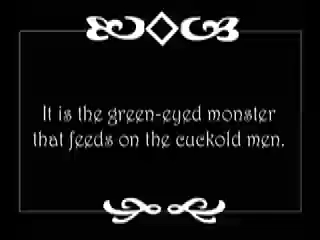 It is the green-eyed monster
that feeds on the cuckold men.